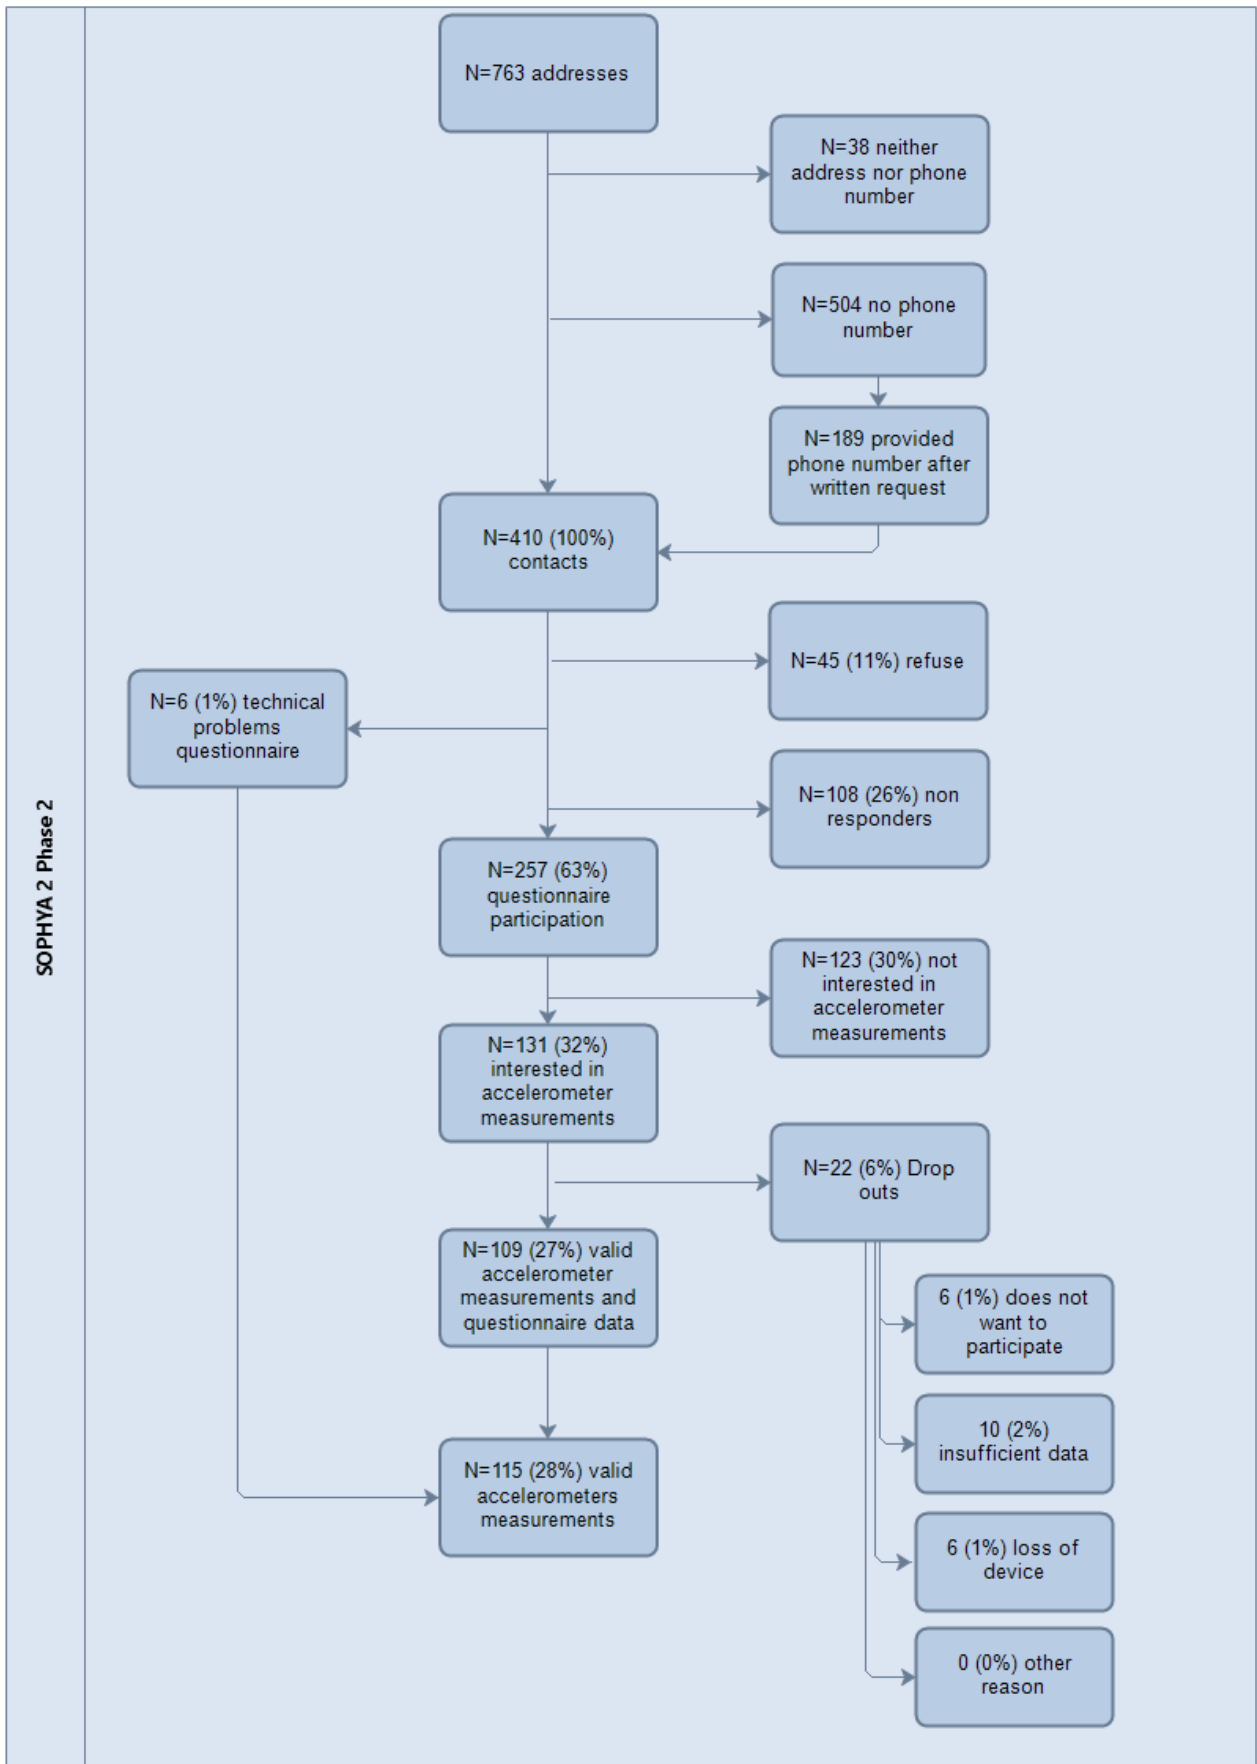 SOPHYA 2 Phase 2
N=763 addresses
N=38 neither
address nor phone
number
N=504 no phone
number
N=189 provided
phone number after
written request
N=410 (100%)
contacts
N=45 (11%) refuse
N=6 (1%) technical
problems
questionnaire
N=108 (26%) non
responders
N=257 (63%)
questionnaire
participation
N=123 (30%) not
interested in
accelerometer
measurements
N=131 (32%)
interested in
accelerometer
measurements
N=22 (6%) Drop
outs
N=109 (27%) valid
accelerometer
measurements and
questionnaire data
6 (1%) does not
want to
participate
10 (2%)
insufficient data
N=115 (28%) valid
accelerometers
measurements
6 (1%) loss of
device
0 (0%) other
reason